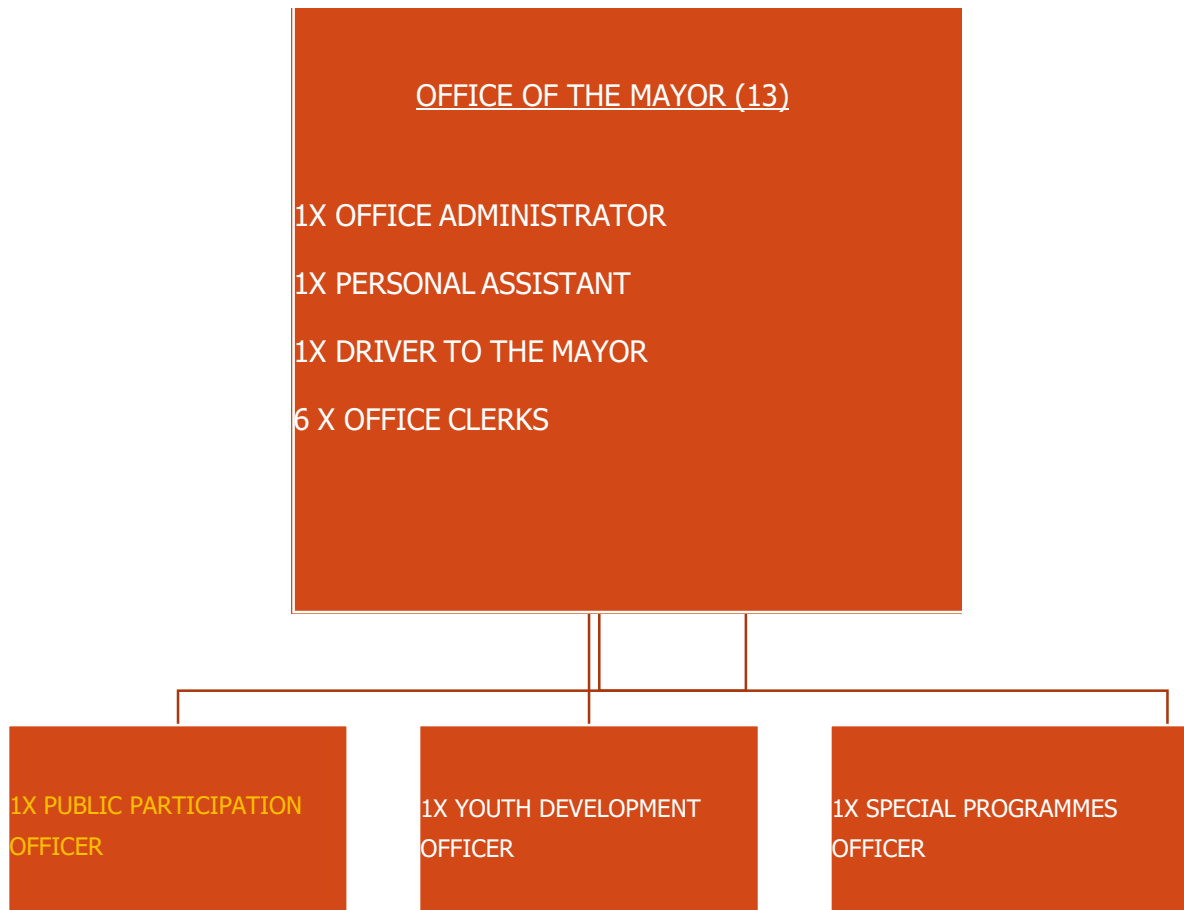 OFFICE OF THE MAYOR (13)
1X OFFICE ADMINISTRATOR
1X PERSONAL ASSISTANT
1X DRIVER TO THE MAYOR
6 X OFFICE CLERKS
1X PUBLIC PARTICIPATION
OFFICER
1X YOUTH DEVELOPMENT
OFFICER
1X SPECIAL PROGRAMMES
OFFICER